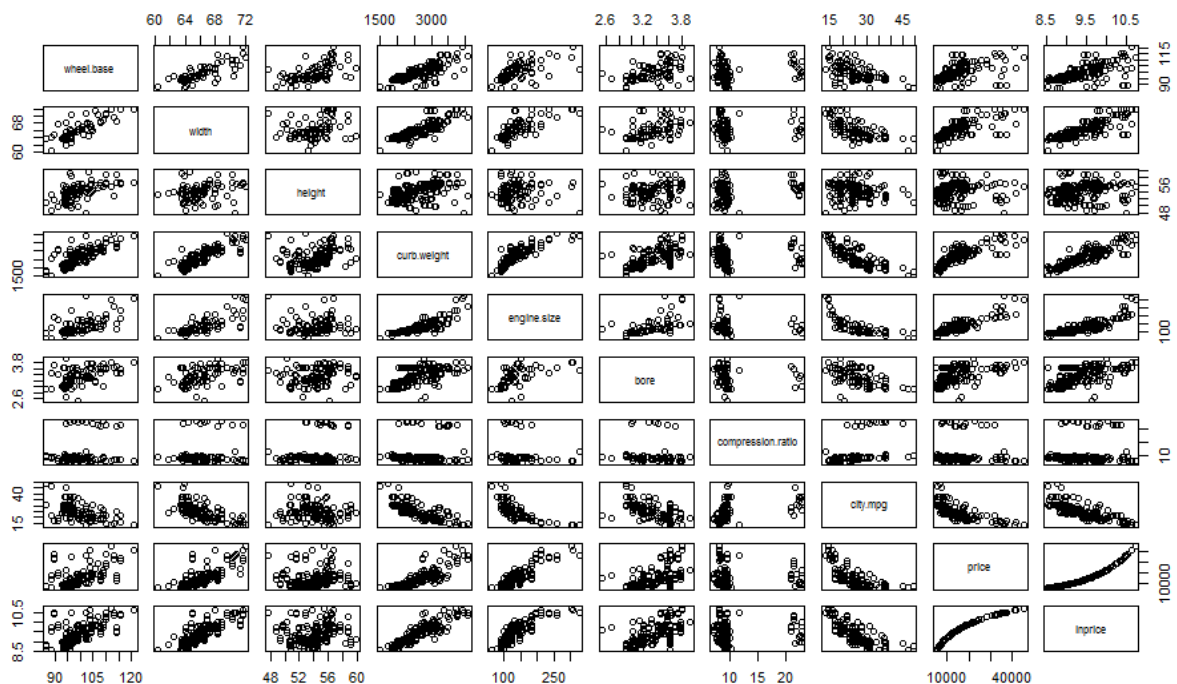 60 64 68 72 1500 3000 2.6 3.2 3.8 15 30 45 8.5 9.5 10.5
wheel.base
90 115
60 68
width
height
48 56
1500
curb.weight
engine.size
100
2.6 3.8
bore
compression.ratio
10
15 40
city.mpg
price
10000
8.5 10.5
lnprice
90 105 120 48 52 56 60 100 250 10 15 20 10000 40000